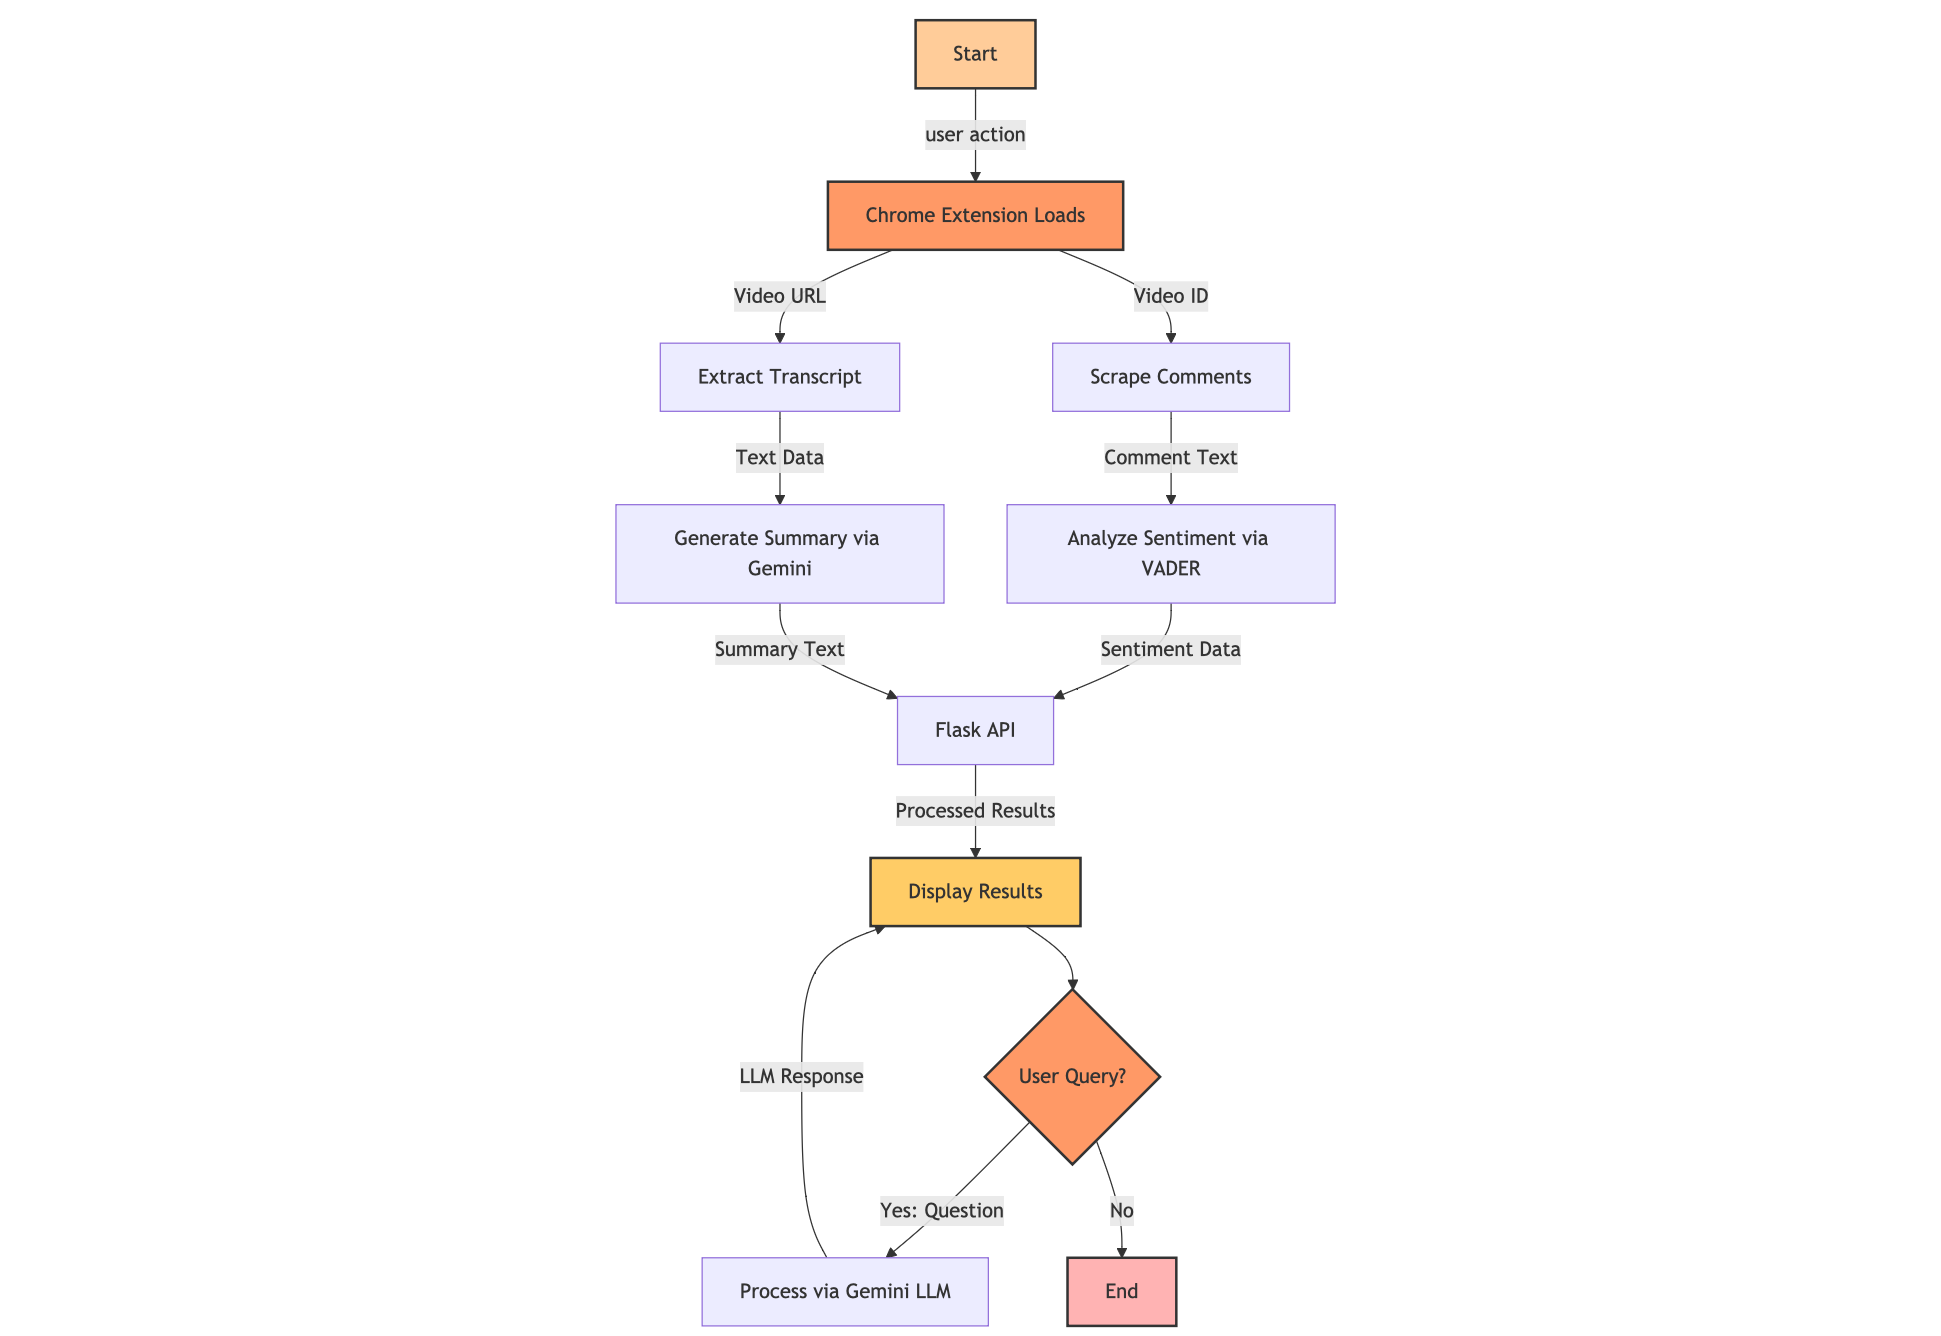 Start
user action
Chrome Extension Loads
Video URL
Video ID
Extract Transcript
Scrape Comments
Text Data
Comment Text
Generate Summary via
Gemini
Analyze Sentiment via
VADER
Summary Text
Sentiment Data
Flask API
Processed Results
Display Results
LLM Response
User Query?
Yes: Question
No
Process via Gemini LLM
End